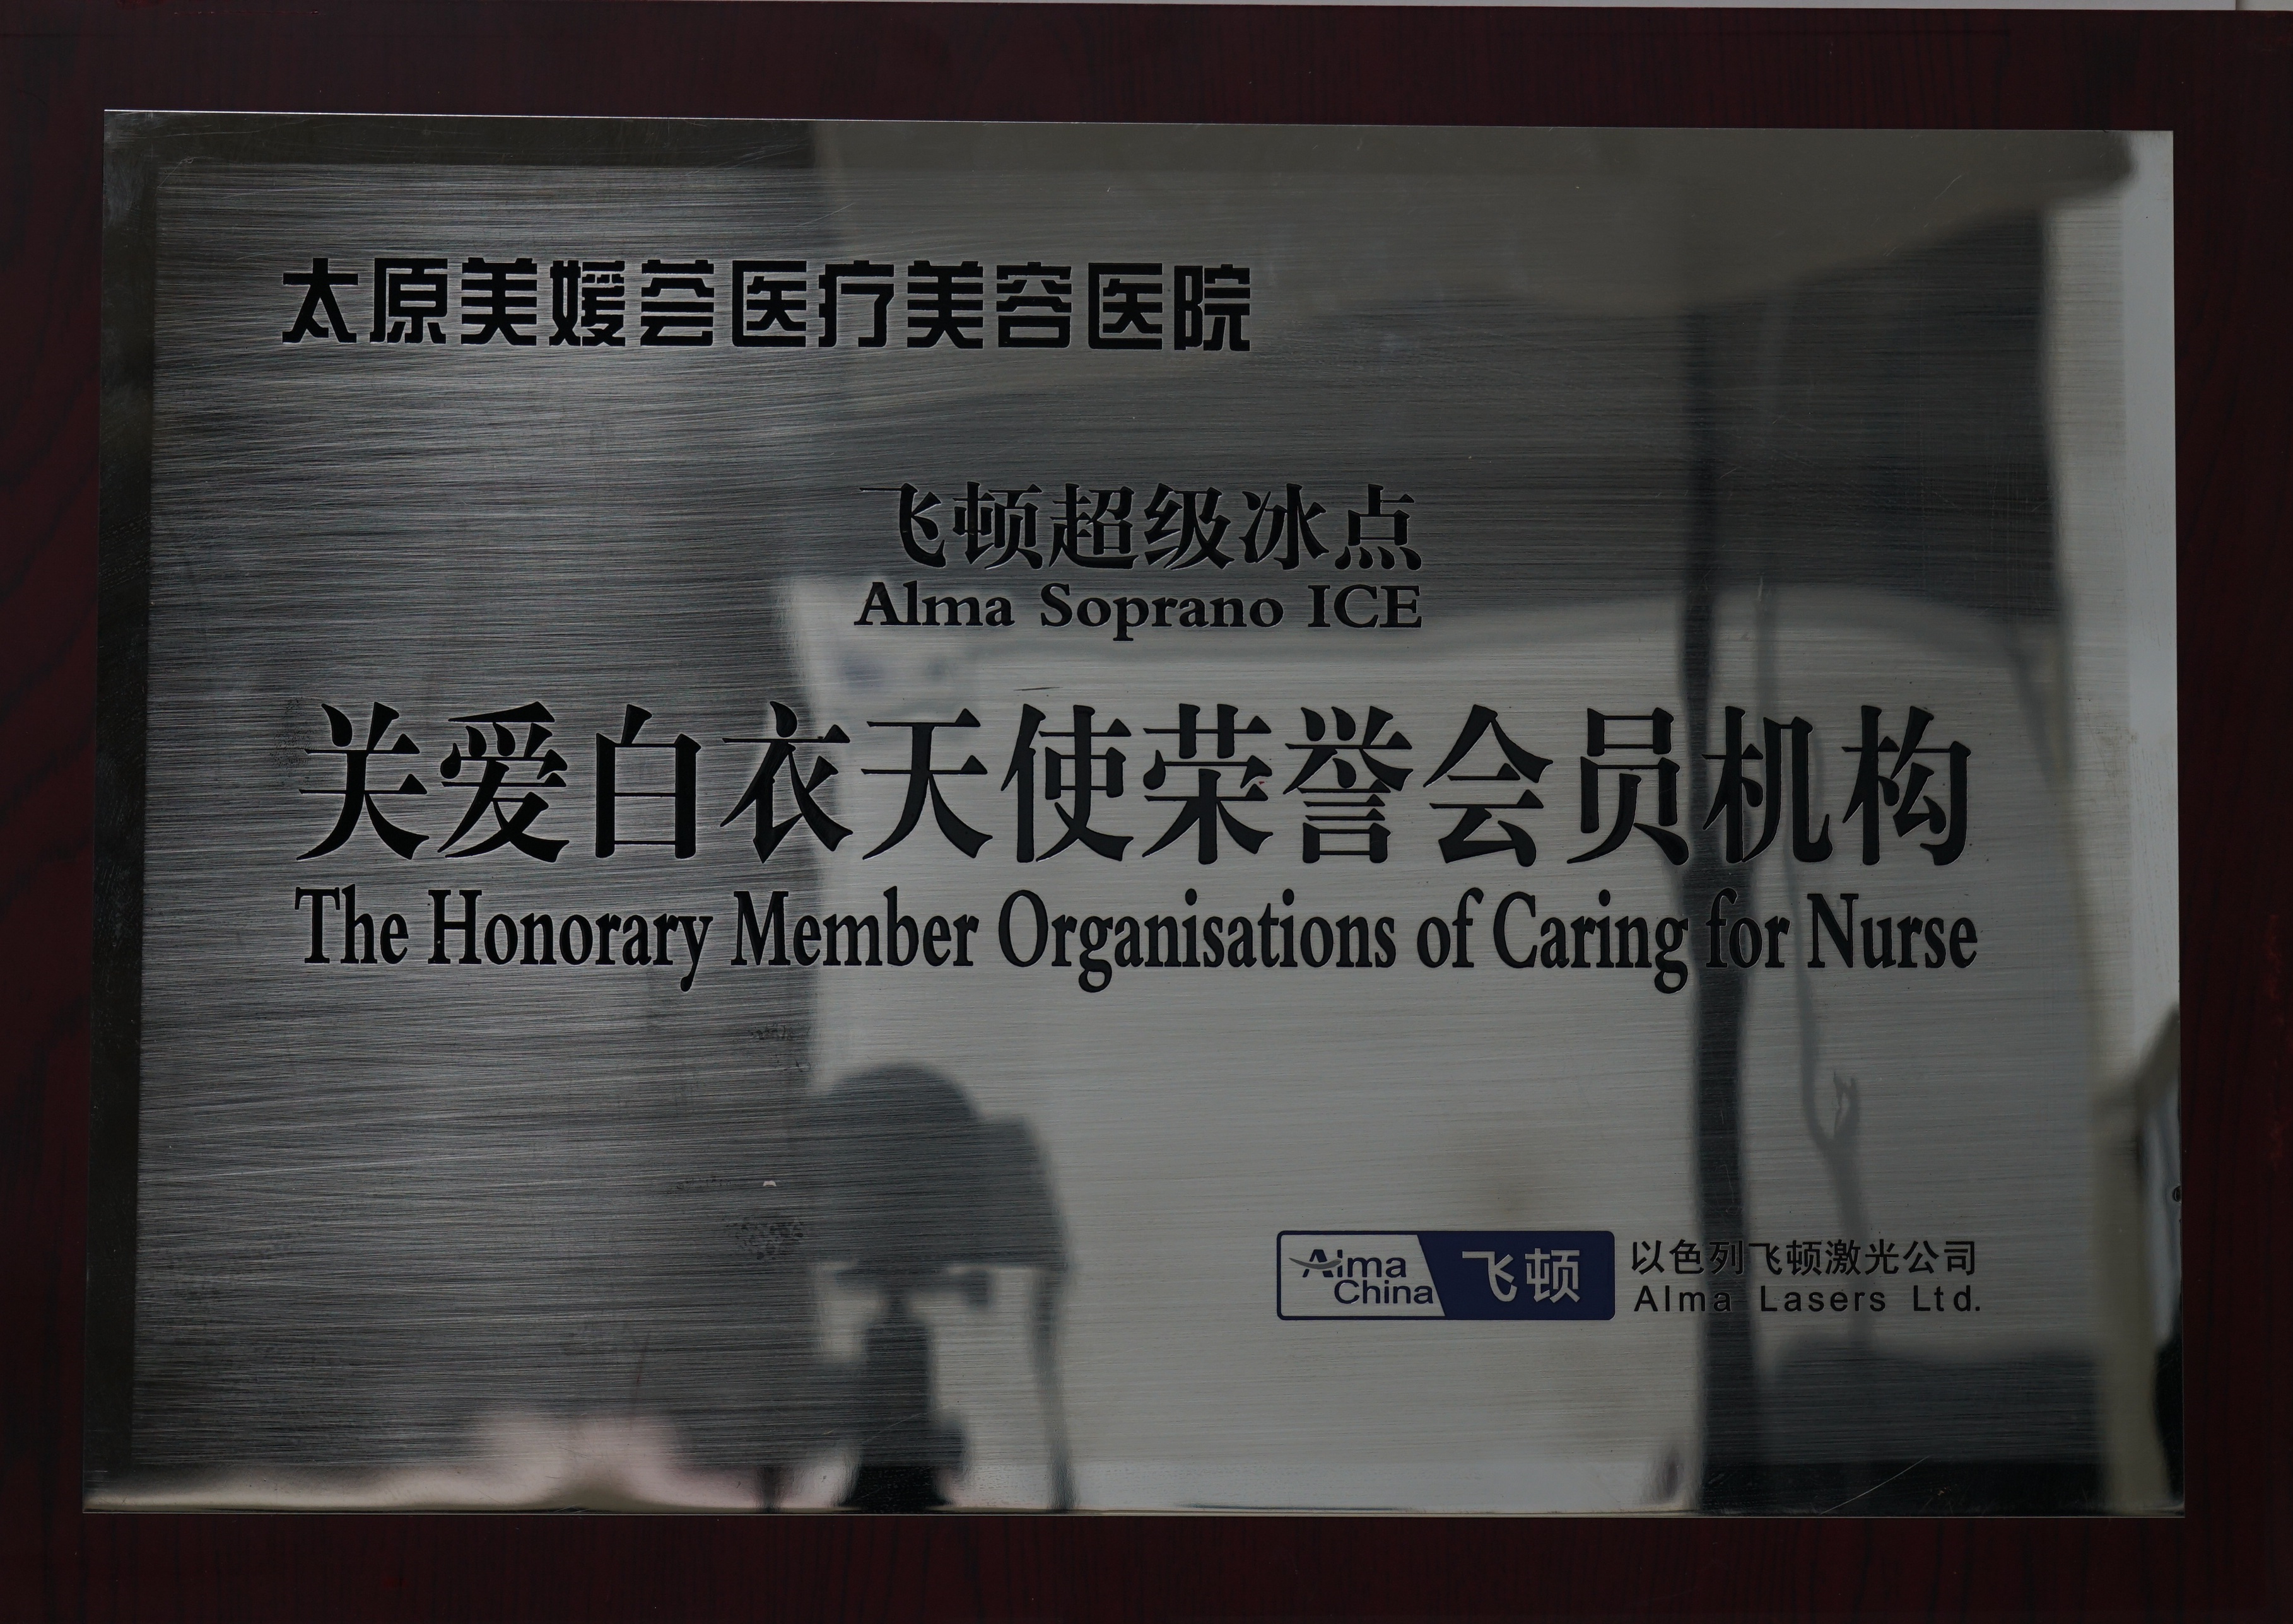 太原美媛荟医疗美容医院
飞顿超级冰点
Alma Soprano ICE
关爱白衣天使荣誉会员机构
The Honorary Member Organisations of Caring for Nurse
Alma
China
飞顿
以色列飞顿激光公司
Alma Lasers Ltd.